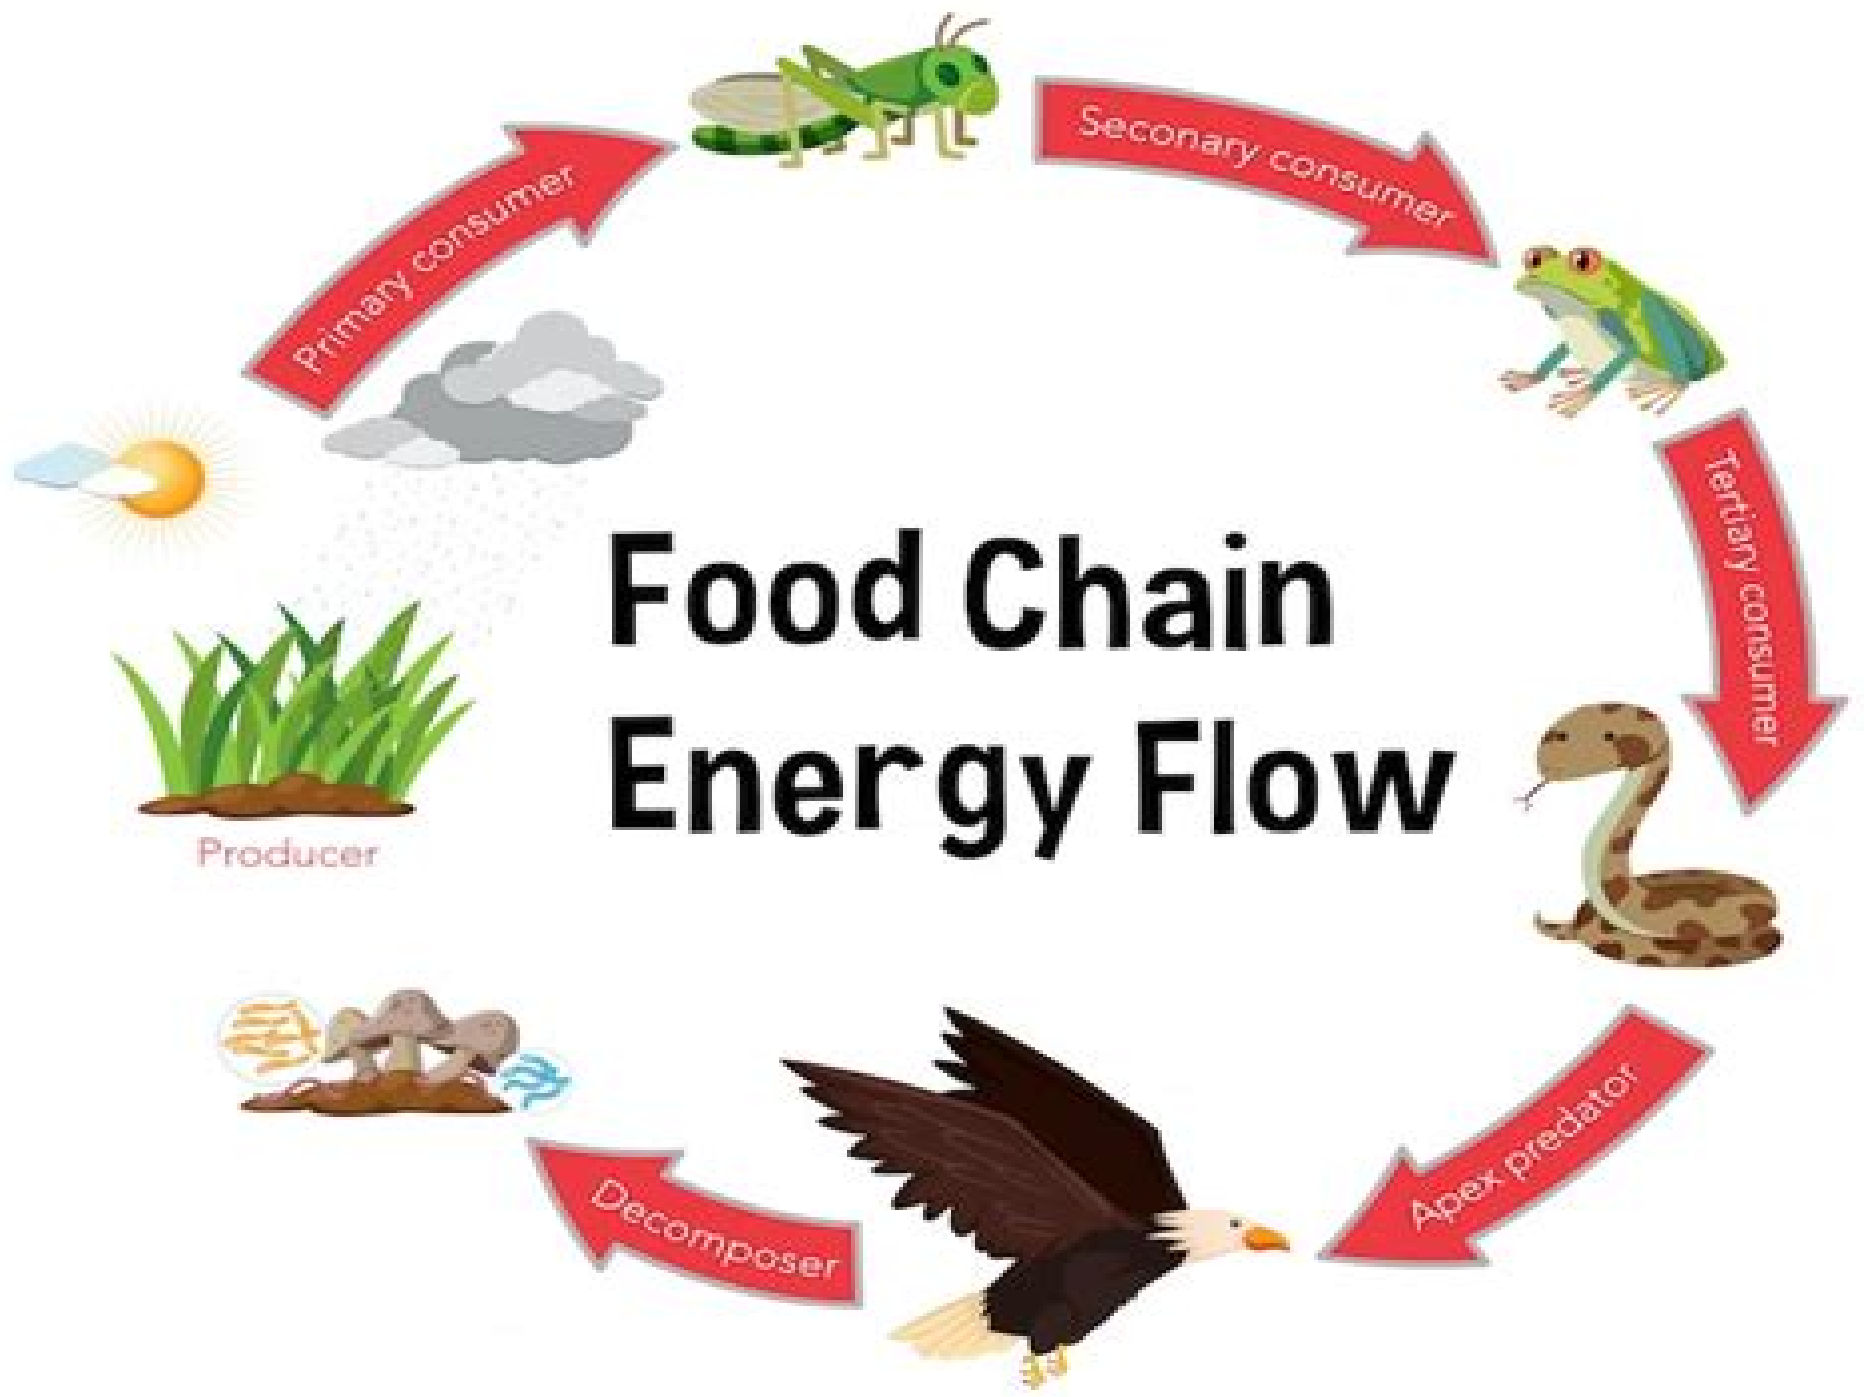 Primary consumer
Seconary consumer
Tertiary consumer
Food Chain
Energy Flow
Producer
Apex predator
Decomposer